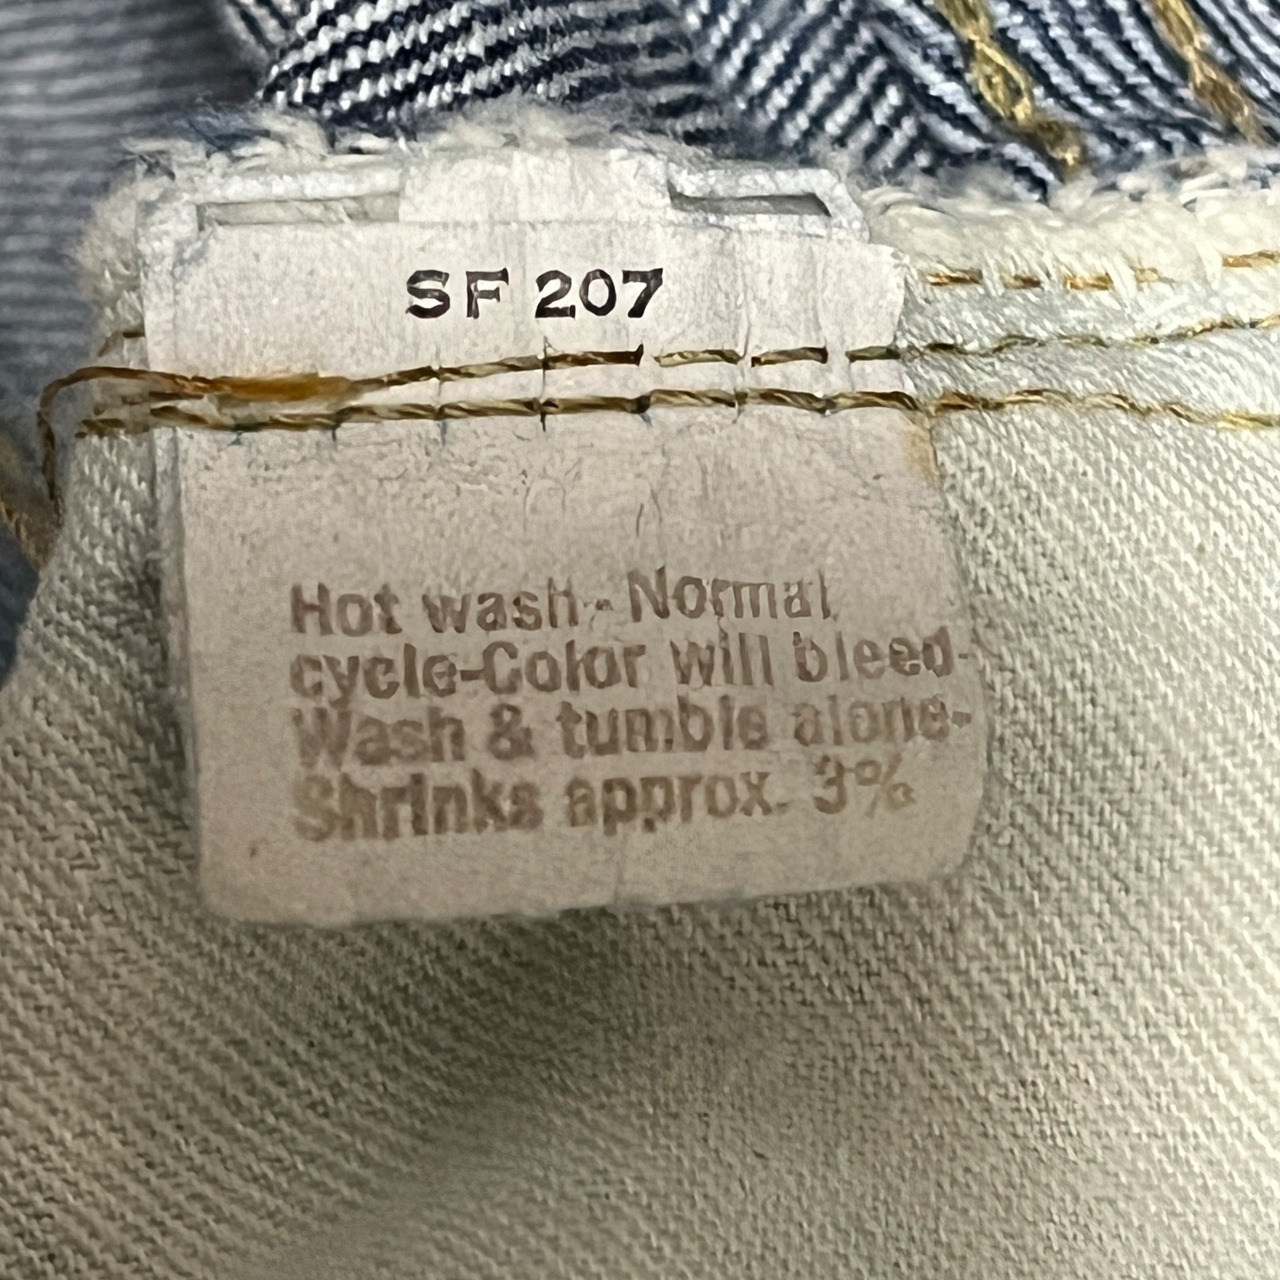 SF 207
Hot wash-Normal
cycle-Color will bleed-
Wash & tumble alone-
Shrinks approx. 3%